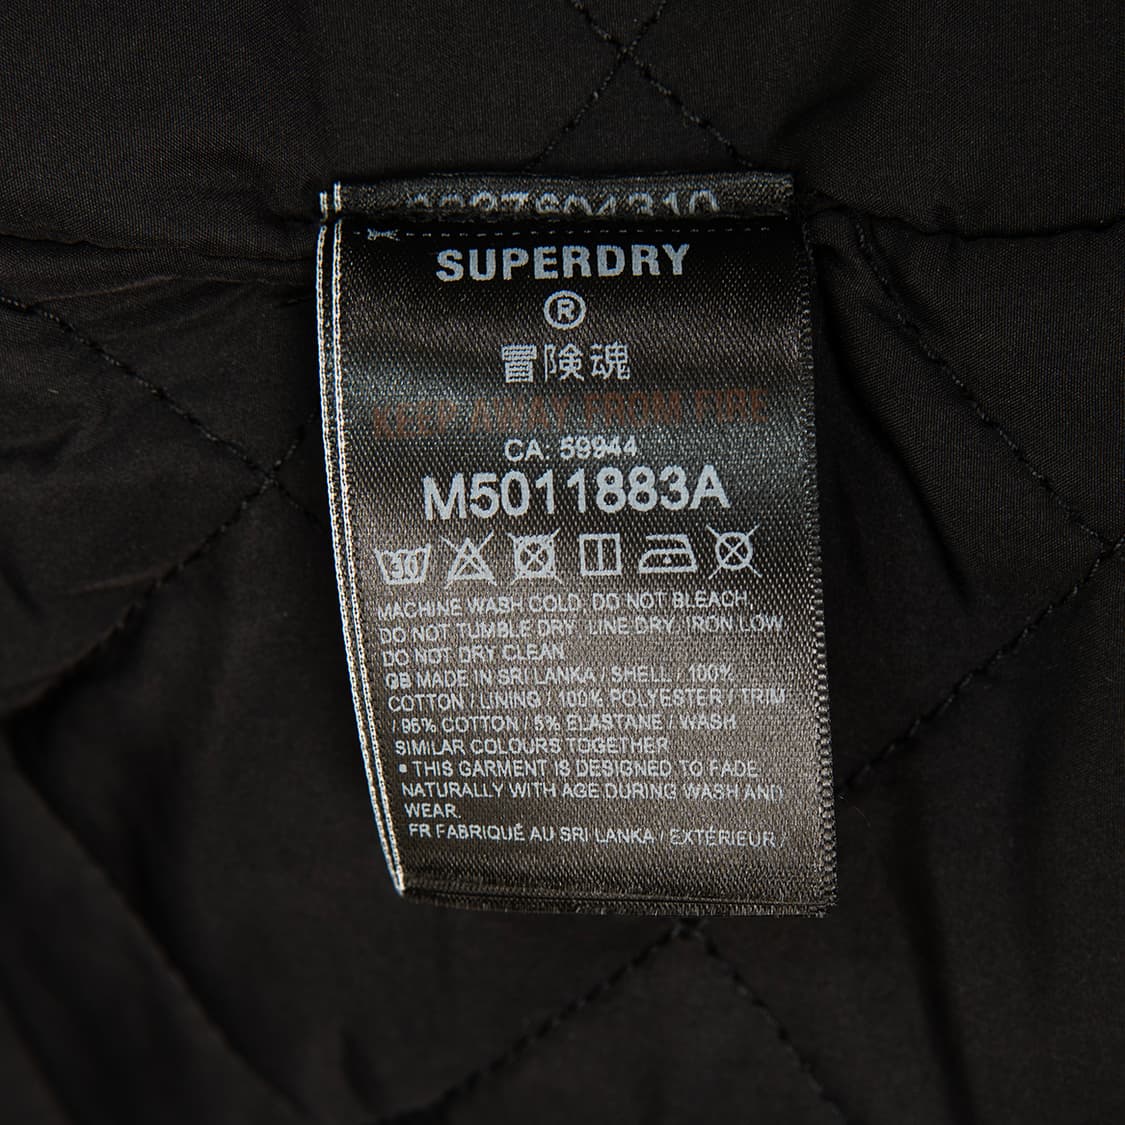 SUPERDRY
®
冒険魂
KEEP AWAY FROM FIRE
CA: 59944
M5011883A
30
MACHINE WASH COLD, DO NOT BLEACH,
DO NOT TUMBLE DRY, LINE DRY, IRON LOW,
DO NOT DRY CLEAN
GB MADE IN SRI LANKA / SHELL / 100%
COTTON / LINING / 100% POLYESTER / TRIM
/ 95% COTTON / 5% ELASTANE / WASH
SIMILAR COLOURS TOGETHER
• THIS GARMENT IS DESIGNED TO FADE
NATURALLY WITH AGE DURING WASH AND
WEAR.
FR FABRIQUÉ AU SRI LANKA / EXTÉRIEUR /